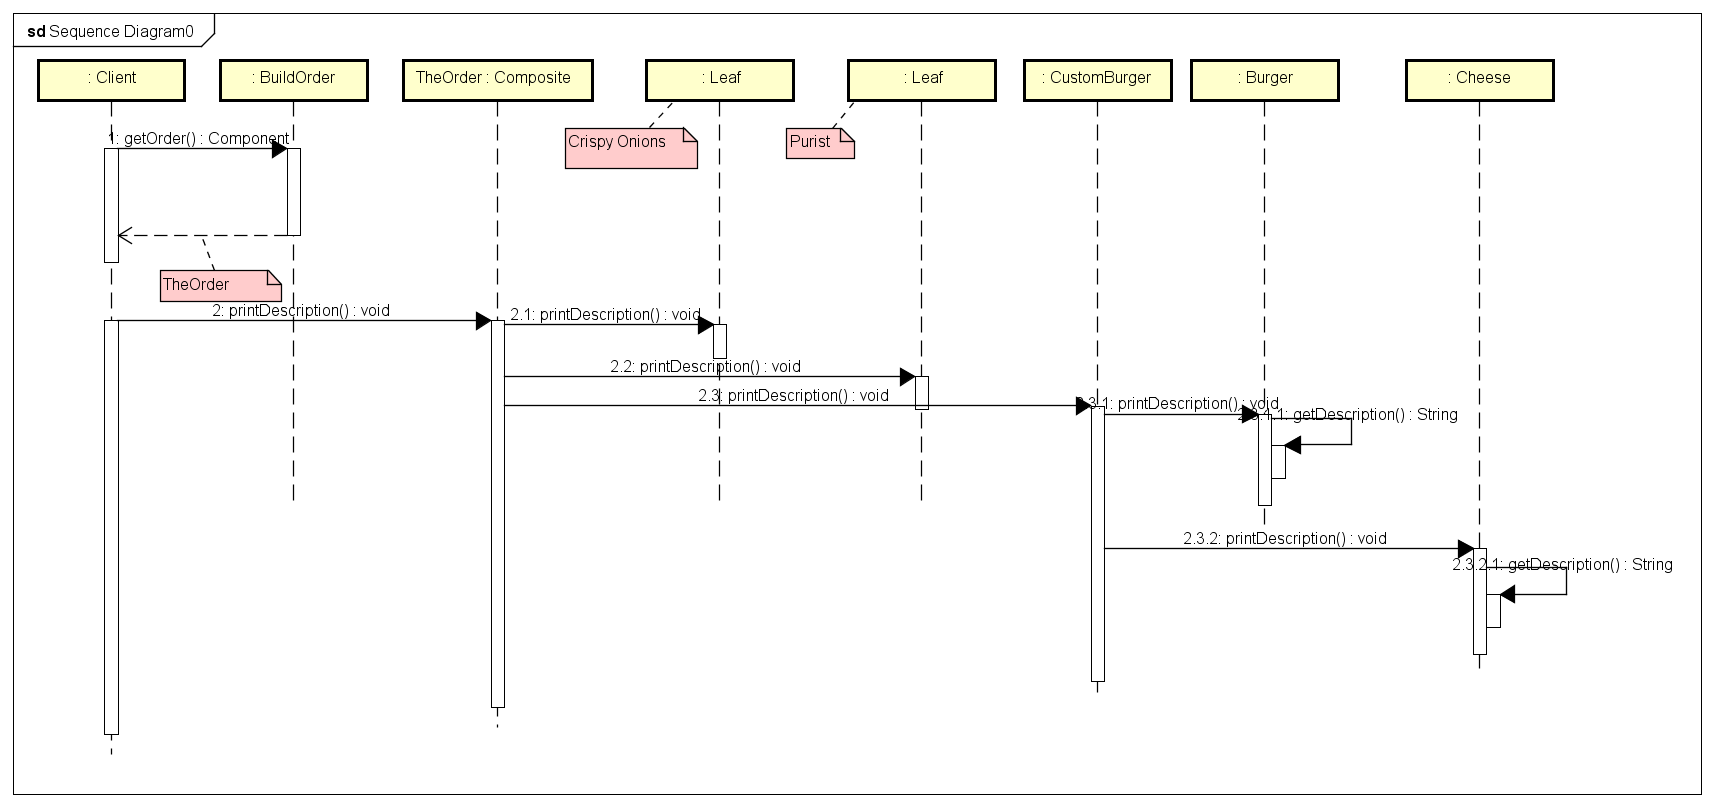 sd Sequence Diagram0
: Client
: BuildOrder
TheOrder : Composite
: Leaf
: Leaf
: CustomBurger
: Burger
: Cheese
1: getOrder() : Component
Crispy Onions
Purist
TheOrder
2: printDescription() : void
2.1: printDescription() : void
2.2: printDescription() : void
2.3: printDescription() : void
2.3.1: printDescription() : void
2.3.1.1: getDescription() : String
2.3.2: printDescription() : void
2.3.2.1: getDescription() : String